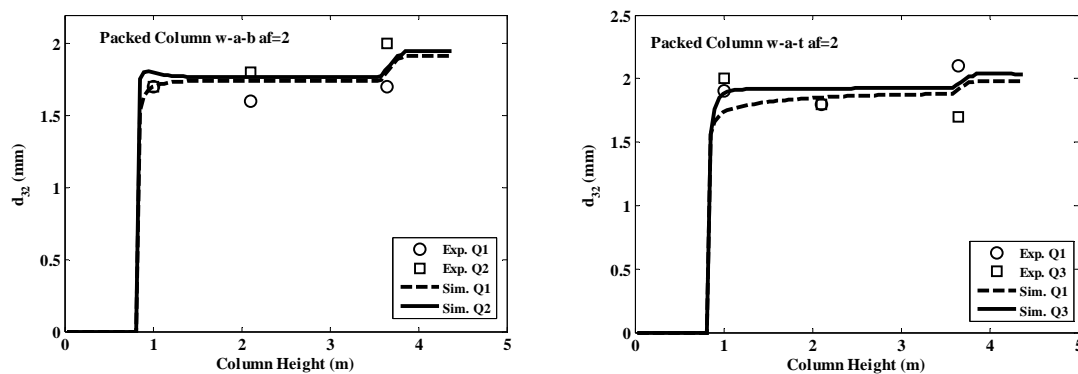 Packed Column w-a-b af=2
2
1.5
1
0.5
0
d32 (mm)
0 1 2 3 4 5
Column Height (m)
Exp. Q1
Exp. Q2
Sim. Q1
Sim. Q2
Packed Column w-a-t af=2
2.5
2
1.5
1
0.5
0
d32 (mm)
0 1 2 3 4 5
Column Height (m)
Exp. Q1
Exp. Q3
Sim. Q1
Sim. Q3